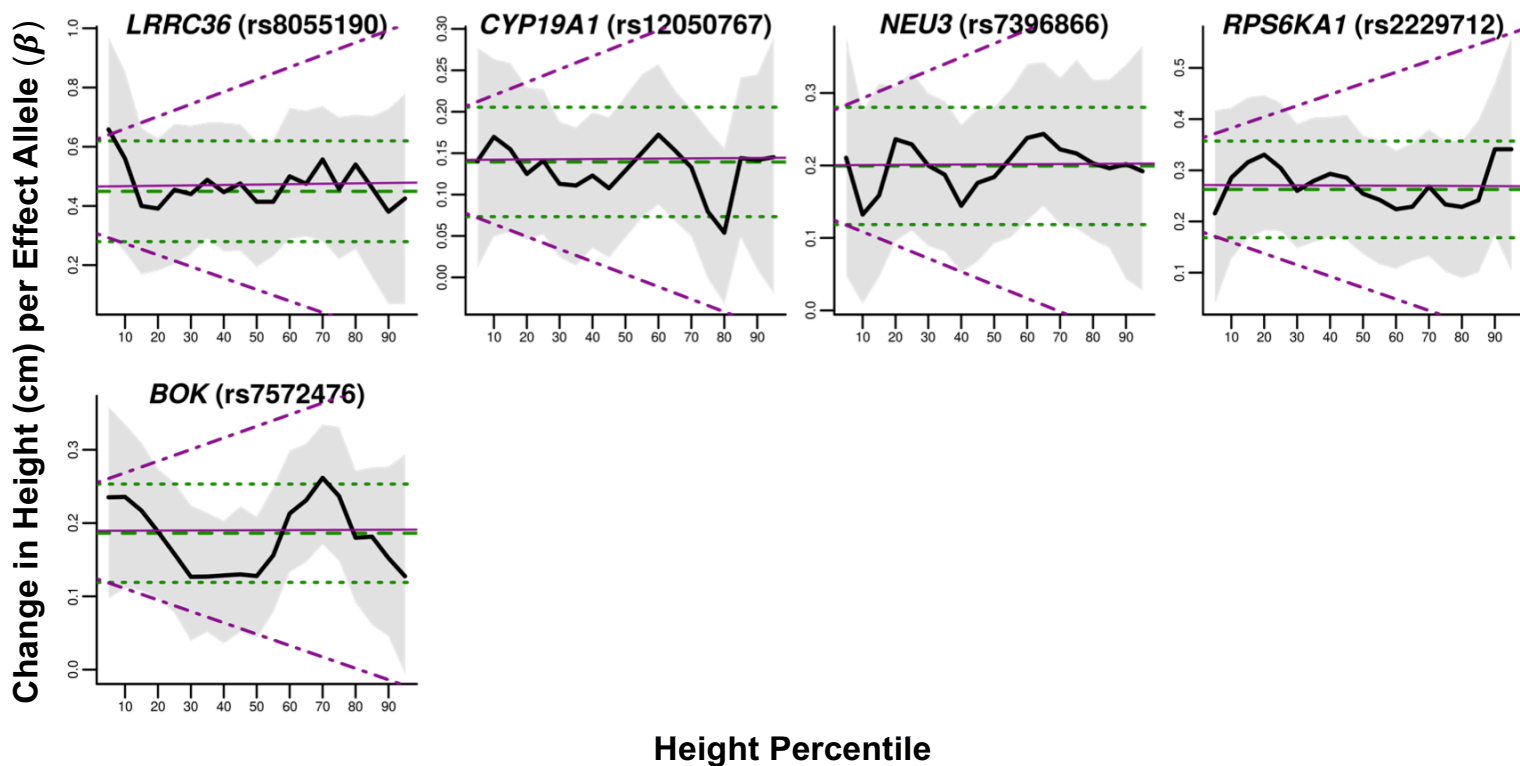 Change in Height (cm) per Effect Allele (β)
LRRC36 (rs8055190)
1.0
0.8
0.6
0.4
0.2
10 20 30 40 50 60 70 80 90
CYP19A1 (rs12050767)
0.30
0.25
0.20
0.15
0.10
0.05
0.00
10 20 30 40 50 60 70 80 90
NEU3 (rs7396866)
0.3
0.2
0.1
0.0
10 20 30 40 50 60 70 80 90
RPS6KA1 (rs2229712)
0.5
0.4
0.3
0.2
0.1
10 20 30 40 50 60 70 80 90
BOK (rs7572476)
0.3
0.2
0.1
0.0
10 20 30 40 50 60 70 80 90
Height Percentile